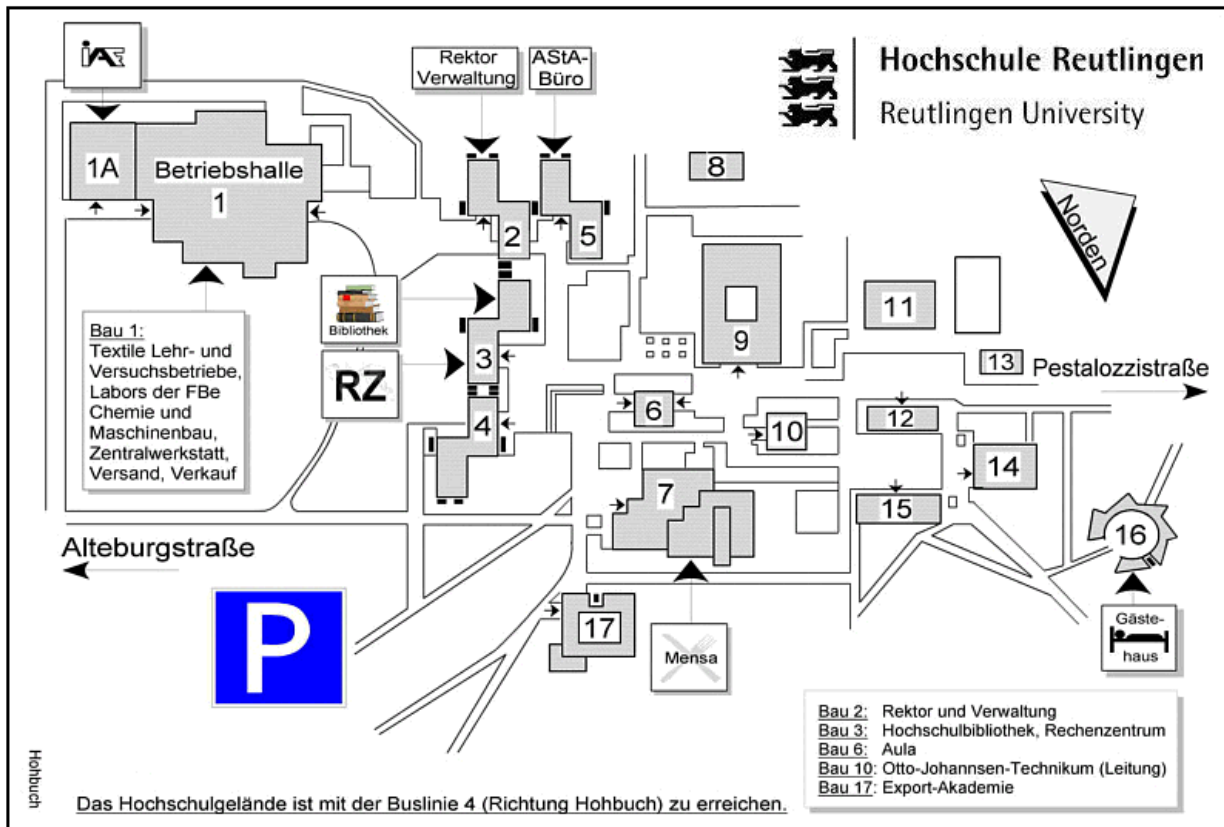 iAF
Rektor
Verwaltung
AStA-
Büro
Hochschule Reutlingen
Reutlingen University
1A
Betriebshalle
1
2
5
8
Norden
9
11
13
Pestalozzistraße
Bibliothek
RZ
3
4
6
10
12
14
7
15
16
17
Bau 1:
Textile Lehr- und
Versuchsbetriebe,
Labors der FBe
Chemie und
Maschinenbau,
Zentralwerkstatt,
Versand, Verkauf
Alteburgstraße
P
Mensa
Gäste-
haus
Bau 2: Rektor und Verwaltung
Bau 3: Hochschulbibliothek, Rechenzentrum
Bau 6: Aula
Bau 10: Otto-Johannsen-Technikum (Leitung)
Bau 17: Export-Akademie
Hohbuch
Das Hochschulgelände ist mit der Buslinie 4 (Richtung Hohbuch) zu erreichen.